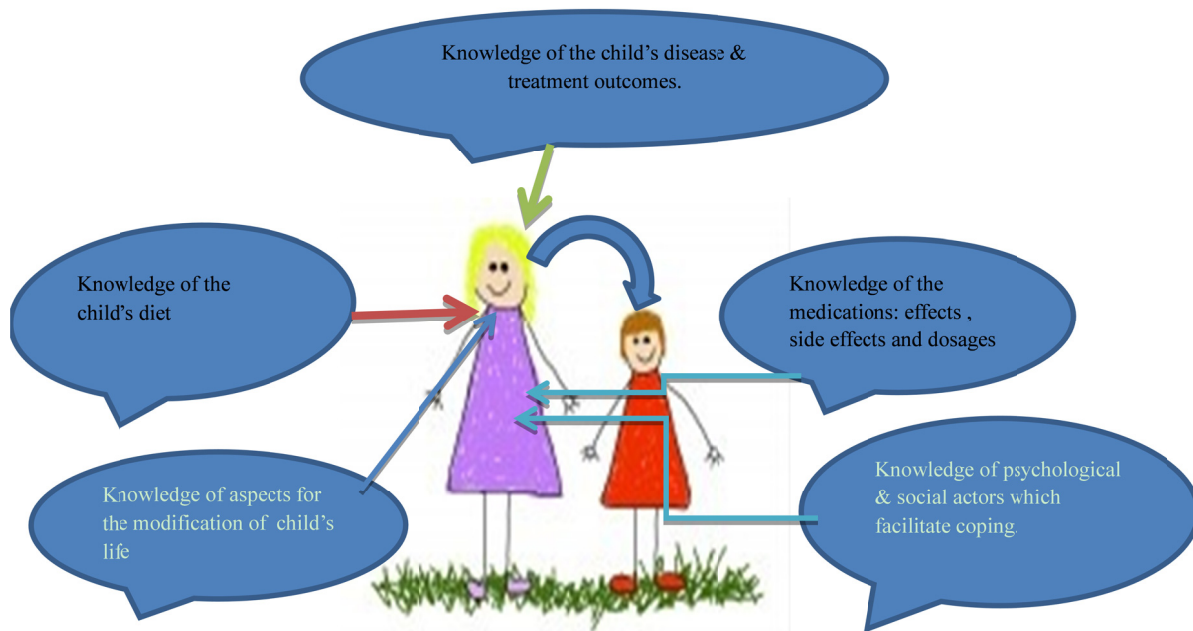 Knowledge of the child’s disease &
treatment outcomes.
Knowledge of the
child’s diet
Knowledge of the
medications: effects ,
side effects and dosages
Knowledge of aspects for
the modification of child’s
life
Knowledge of psychological
& social actors which
facilitate coping.